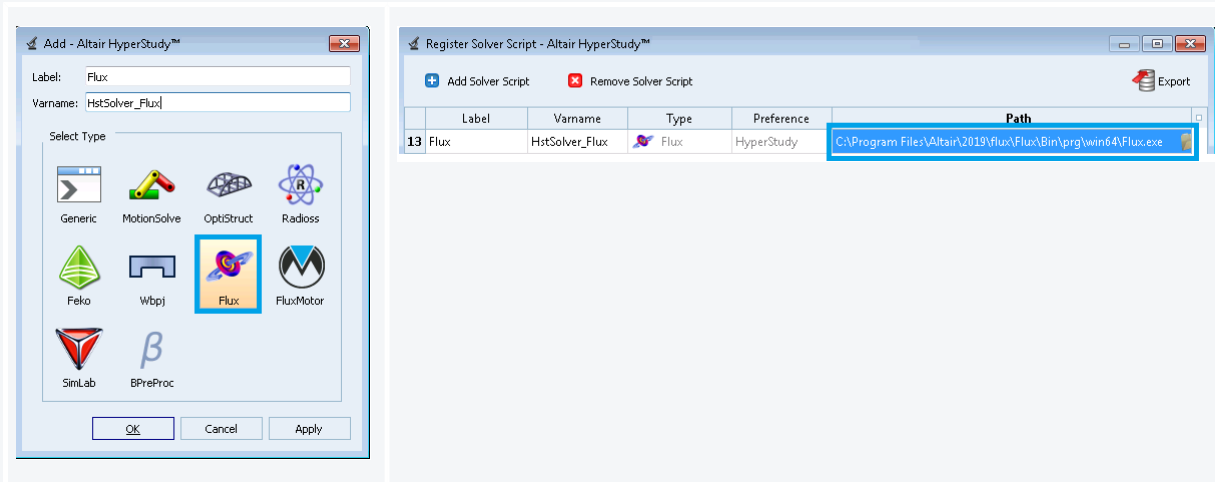 Add - Altair HyperStudy™
Label: Flux
Varname: HstSolver_Flux
Select Type
Generic MotionSolve OptiStruct Radioss
Feko Wbpj Flux FluxMotor
SimLab BPreProc
OK Cancel Apply
Register Solver Script - Altair HyperStudy™
Add Solver Script Remove Solver Script Export
Label Varname Type Preference Path
13 Flux HstSolver_Flux Flux HyperStudy C:\Program Files\Altair\2019\flux\Flux\Bin\prg\win64\Flux.exe